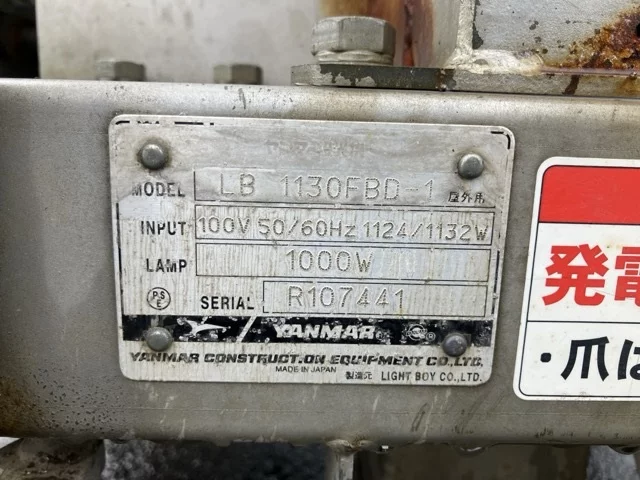 MODEL LB 1130FBD-1 屋外用
INPUT 100V 50/60Hz 1124/1132W
LAMP 1000W
PSE SERIAL R107441
YANMAR
YANMAR CONSTRUCTION EQUIPMENT CO.,LTD.
MADE IN JAPAN 製造元 LIGHT BOY CO.,LTD.
発電
・爪は